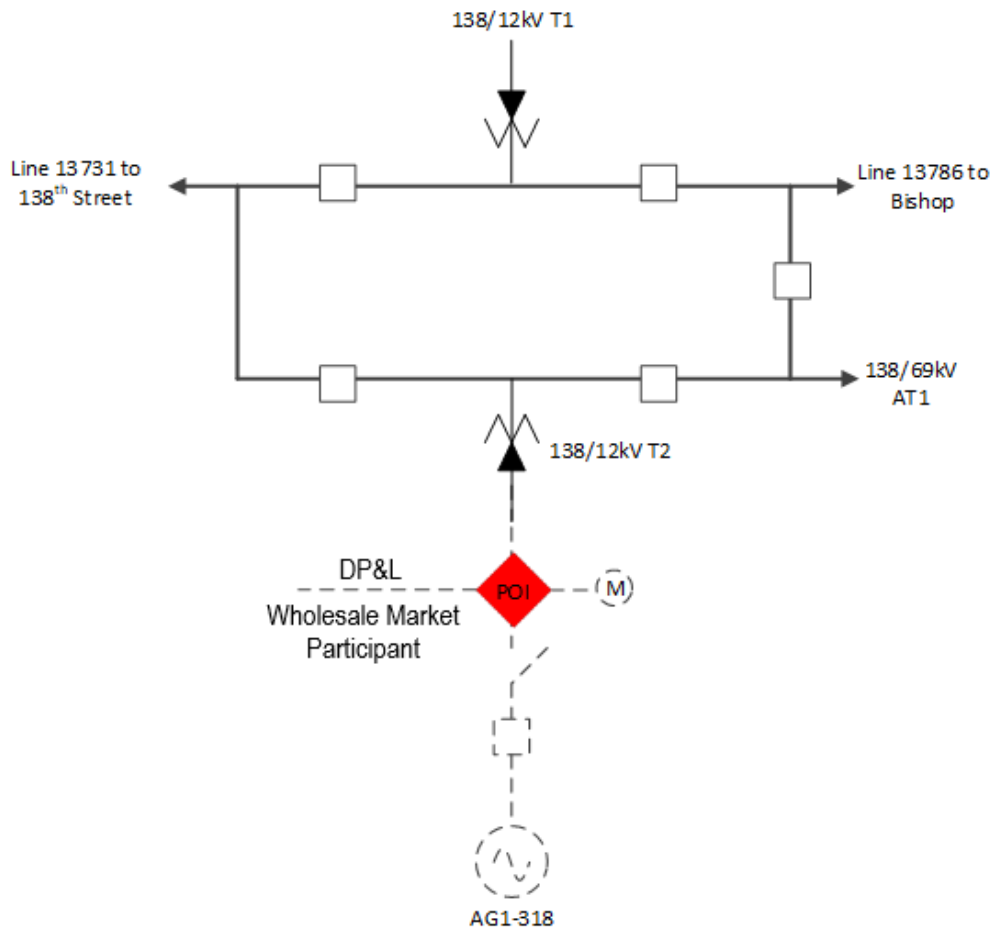 138/12kV T1
Line 13731 to
138th Street
Line 13786 to
Bishop
138/69kV
AT1
138/12kV T2
DP&L
POI
M
Wholesale Market
Participant
AG1-318